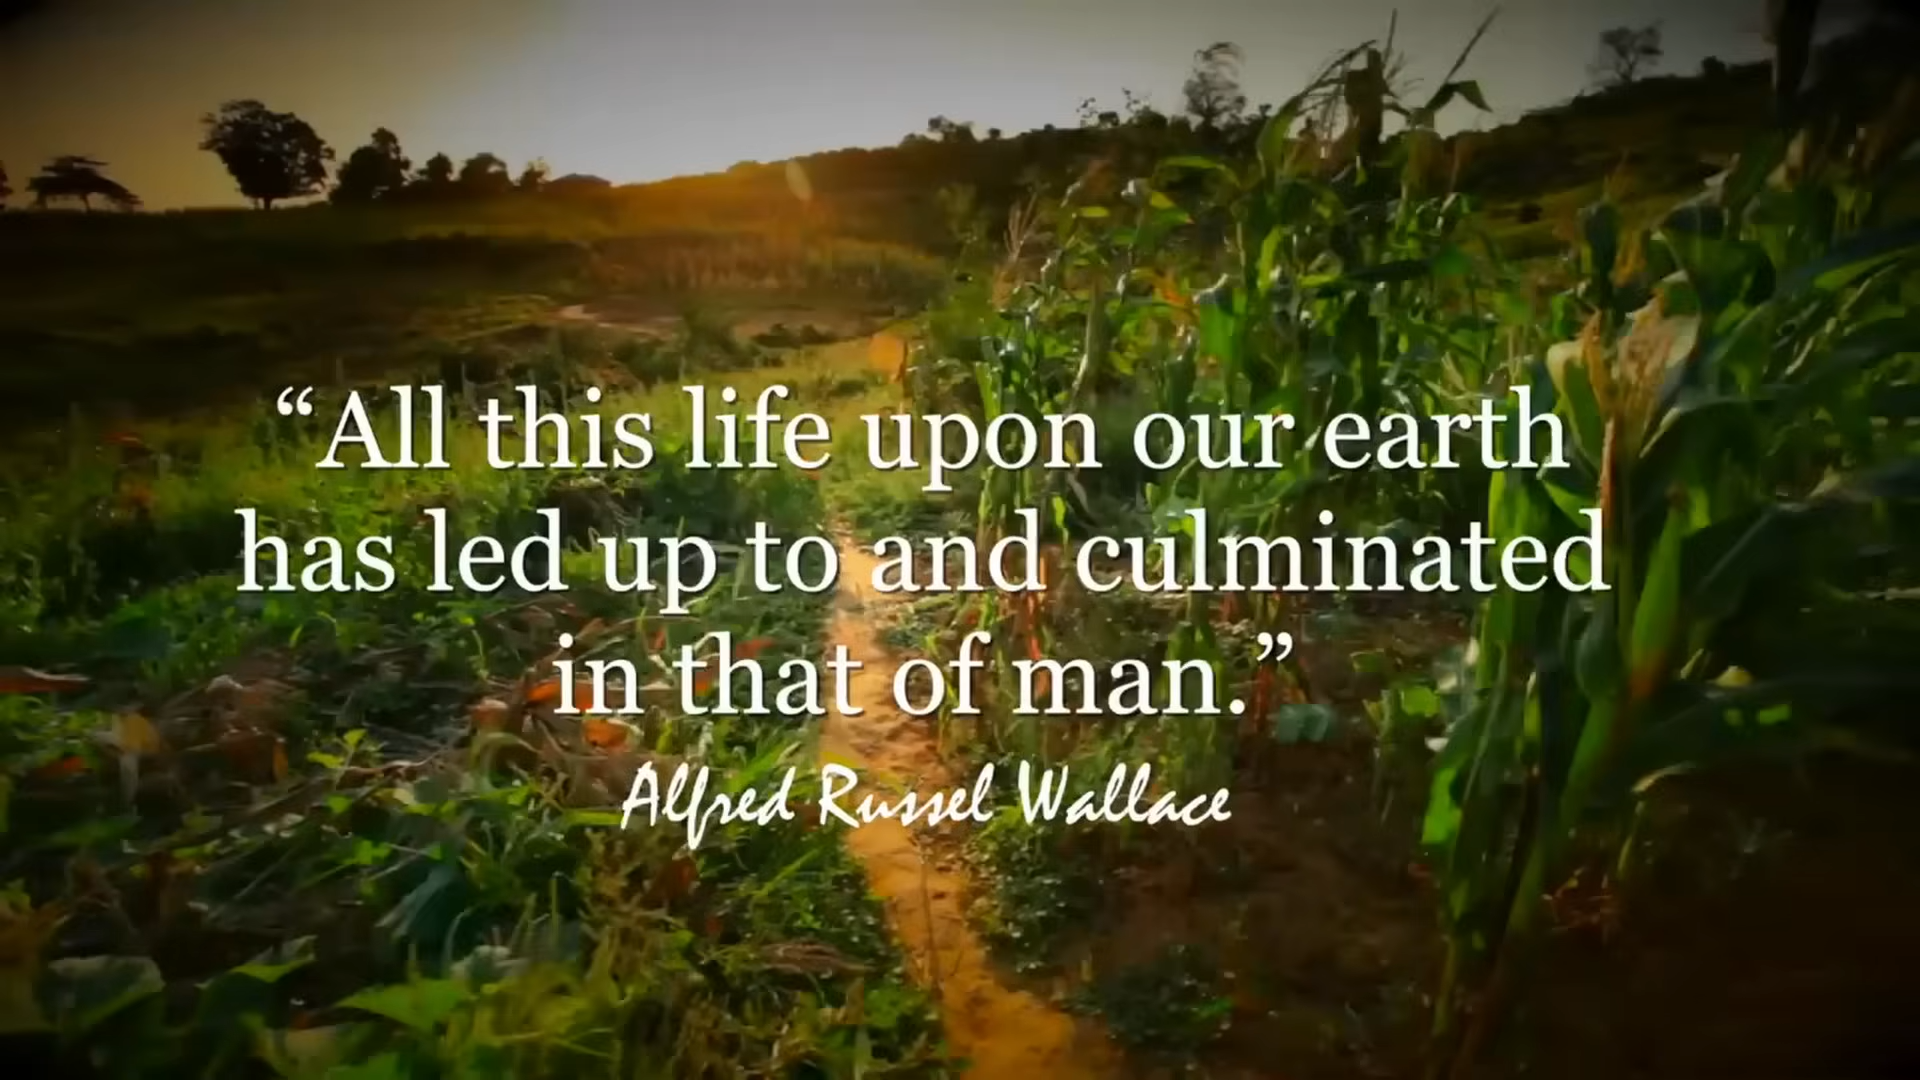 “All this life upon our earth
has led up to and culminated
in that of man.”
Alfred Russel Wallace